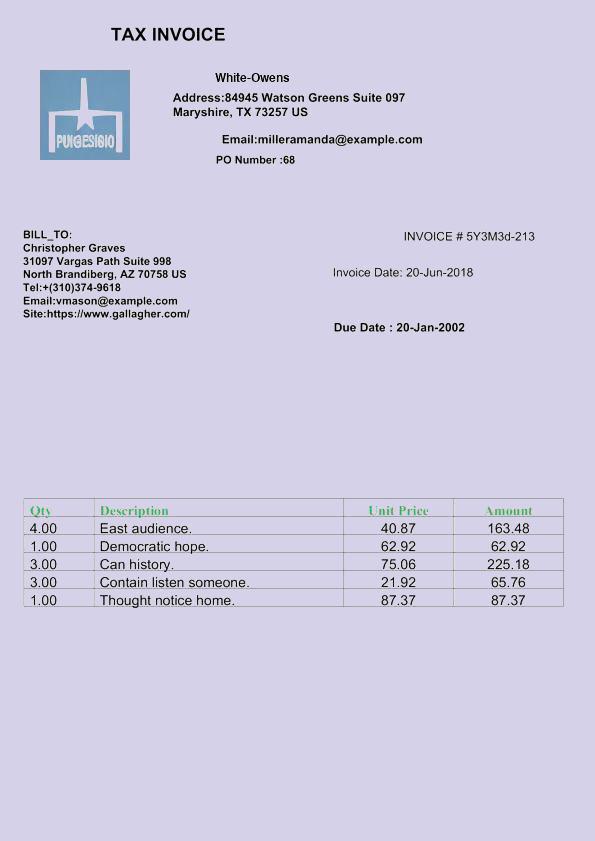 TAX INVOICE
White-Owens
Address:84945 Watson Greens Suite 097
Maryshire, TX 73257 US
Email:milleramanda@example.com
PO Number :68
PUIGESIGIO
BILL_TO:
Christopher Graves
31097 Vargas Path Suite 998
North Brandiberg, AZ 70758 US
Tel:+(310)374-9618
Email:vmason@example.com
Site:https://www.gallagher.com/
INVOICE # 5Y3M3d-213
Invoice Date: 20-Jun-2018
Due Date : 20-Jan-2002
Qty Description Unit Price Amount
4.00 East audience. 40.87 163.48
1.00 Democratic hope. 62.92 62.92
3.00 Can history. 75.06 225.18
3.00 Contain listen someone. 21.92 65.76
1.00 Thought notice home. 87.37 87.37